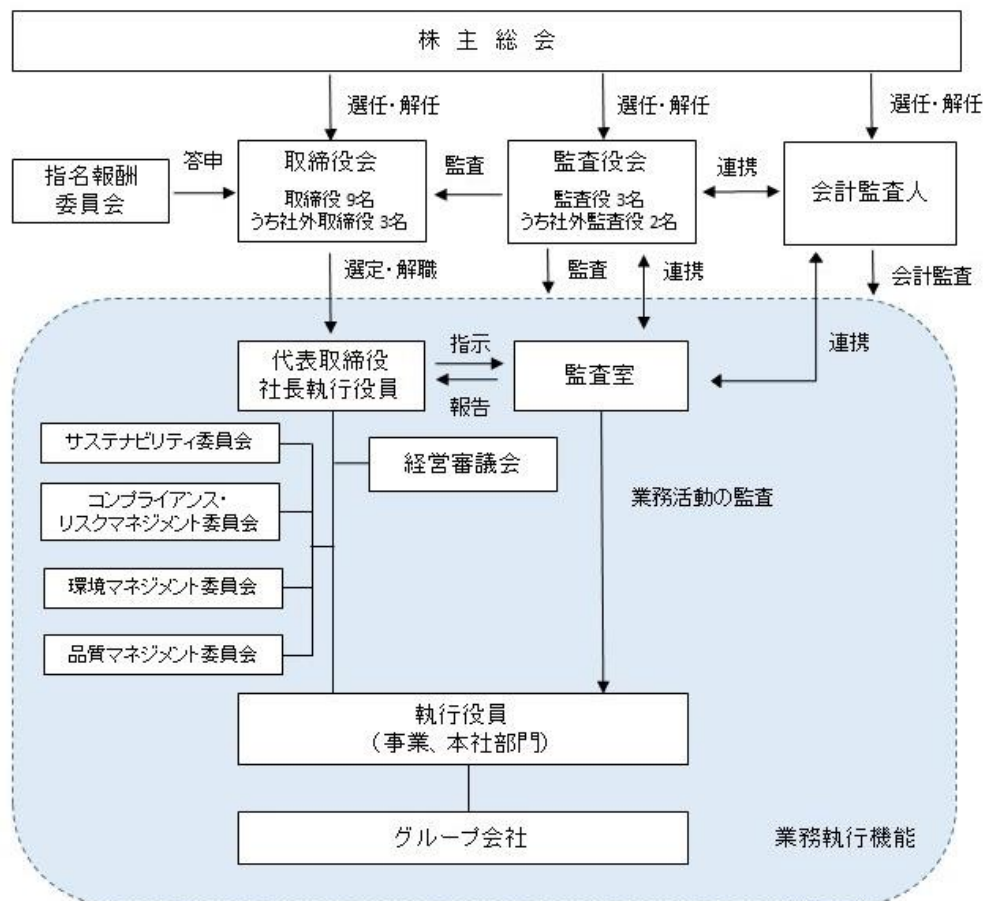 株主総会
選任・解任
選任・解任
選任・解任
指名報酬
委員会
答申
取締役会
取締役 9名
うち社外取締役 3名
監査
監査役会
監査役 3名
うち社外監査役 2名
連携
会計監査人
選定・解職
監査
連携
会計監査
連携
代表取締役
社長執行役員
指示
報告
監査室
サステナビリティ委員会
経営審議会
コンプライアンス・
リスクマネジメント委員会
業務活動の監査
環境マネジメント委員会
品質マネジメント委員会
執行役員
（事業、本社部門）
グループ会社
業務執行機能